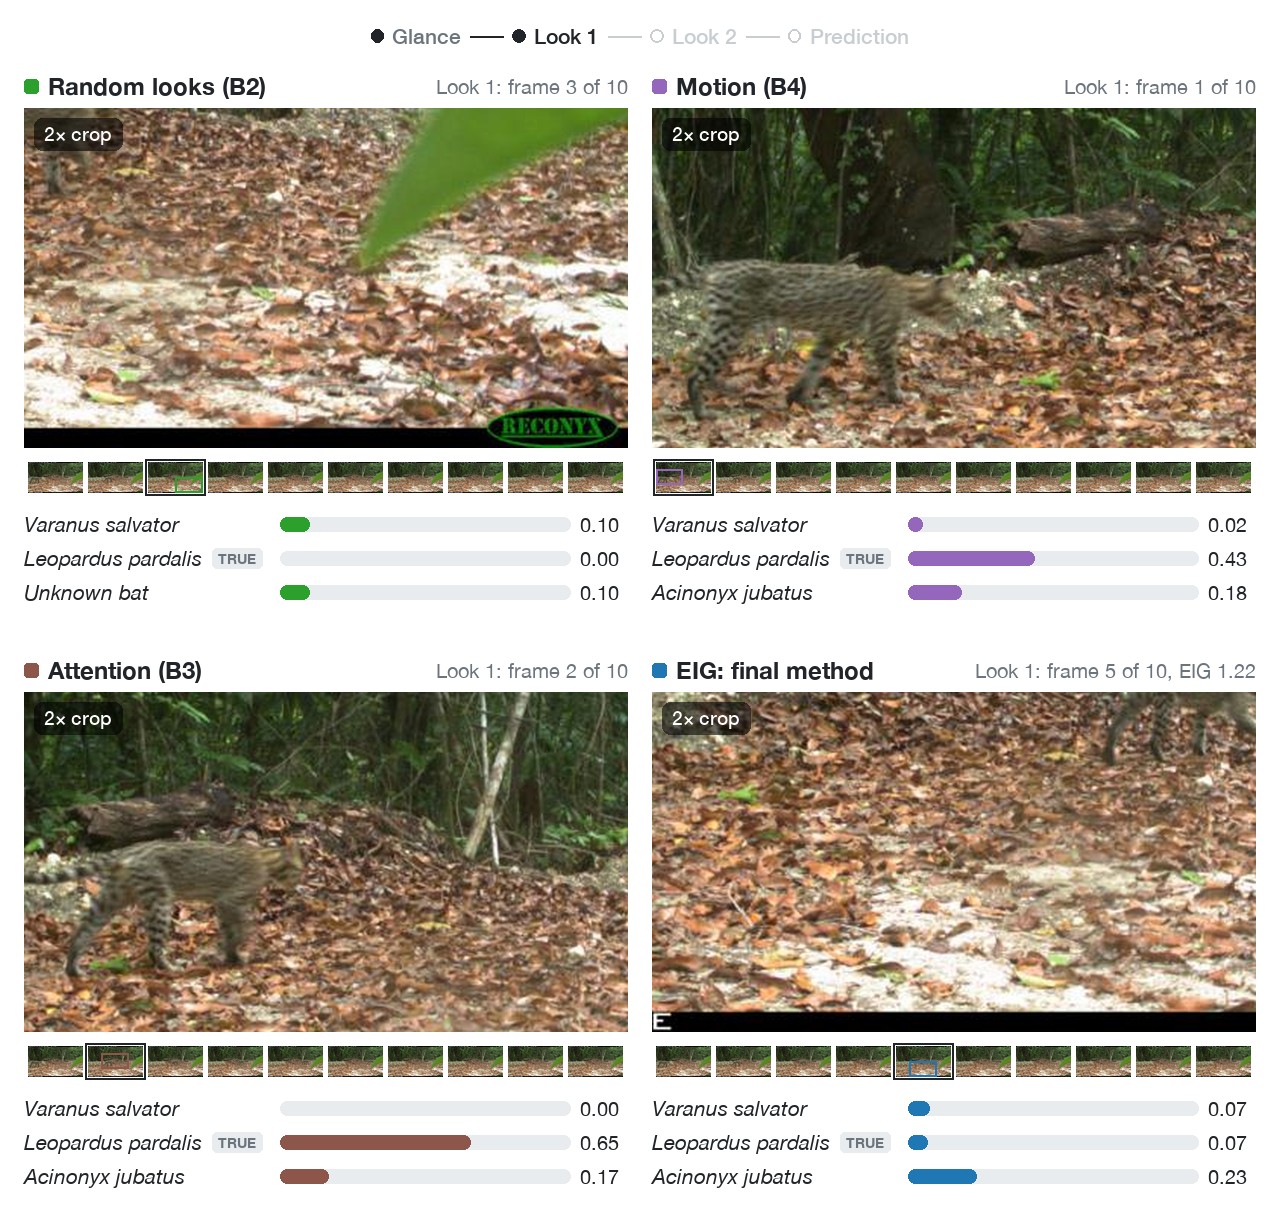 Glance Look 1 Look 2 Prediction
Random looks (B2) Look 1: frame 3 of 10
2× crop
RECONYX
Varanus salvator 0.10
Leopardus pardalis TRUE 0.00
Unknown bat 0.10
Motion (B4) Look 1: frame 1 of 10
2× crop
Varanus salvator 0.02
Leopardus pardalis TRUE 0.43
Acinonyx jubatus 0.18
Attention (B3) Look 1: frame 2 of 10
2× crop
Varanus salvator 0.00
Leopardus pardalis TRUE 0.65
Acinonyx jubatus 0.17
EIG: final method Look 1: frame 5 of 10, EIG 1.22
2× crop
E
Varanus salvator 0.07
Leopardus pardalis TRUE 0.07
Acinonyx jubatus 0.23